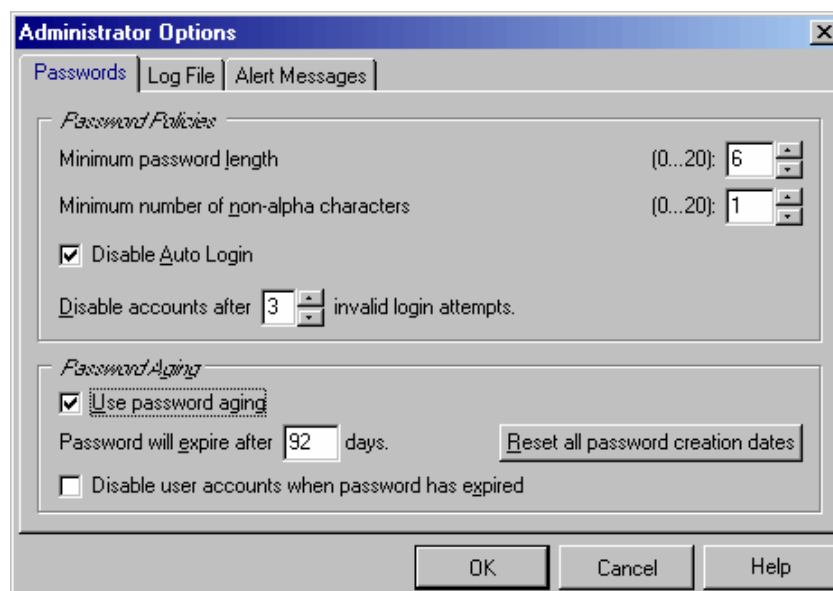 Administrator Options
Passwords Log File Alert Messages
Password Policies
Minimum password length (0...20): 6
Minimum number of non-alpha characters (0...20): 1
Disable Auto Login
Disable accounts after 3 invalid login attempts.
Password Aging
Use password aging
Password will expire after 92 days. Reset all password creation dates
Disable user accounts when password has expired
OK Cancel Help